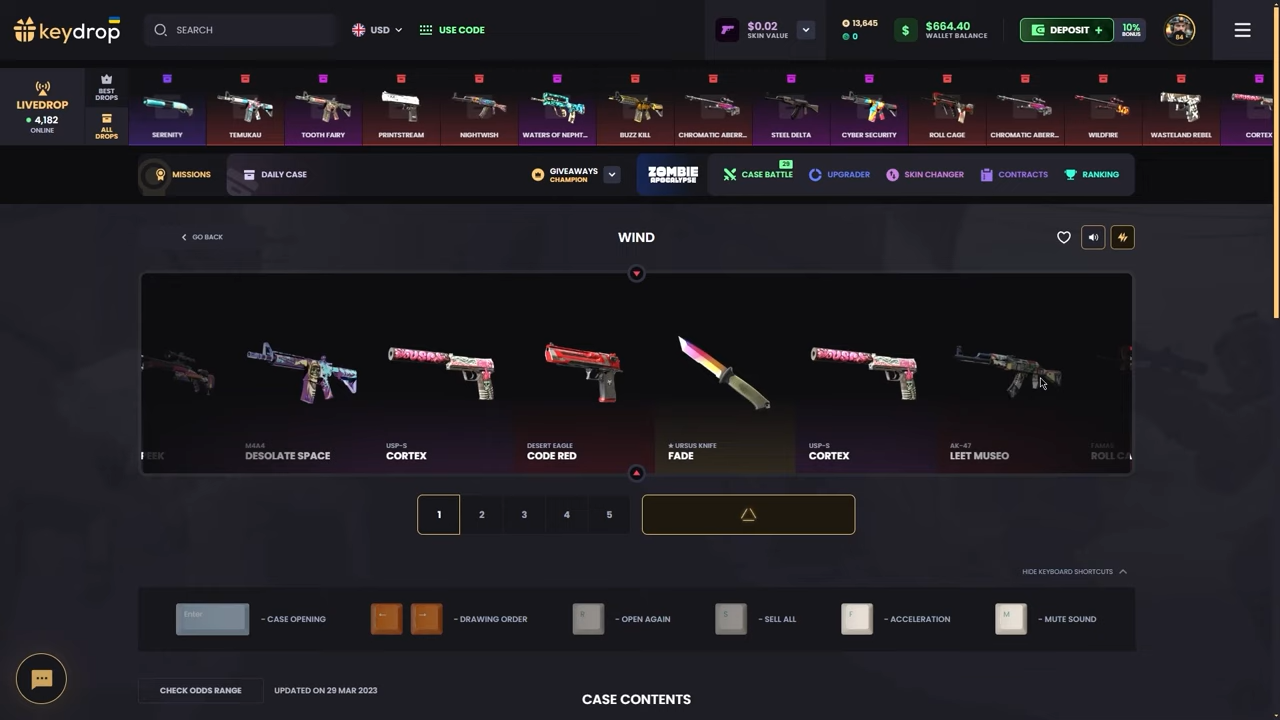 keydrop
SEARCH
USD
USE CODE
$0.02
SKIN VALUE
13,645
0
$
$664.40
WALLET BALANCE
DEPOSIT +
10%
BONUS
84
LIVEDROP
4,182
ONLINE
BEST
DROPS
ALL
DROPS
SERENITY
TEMUKAU
TOOTH FAIRY
PRINTSTREAM
NIGHTWISH
WATERS OF NEPHT...
BUZZ KILL
CHROMATIC ABERR...
STEEL DELTA
CYBER SECURITY
ROLL CAGE
CHROMATIC ABERR...
WILDFIRE
WASTELAND REBEL
CORTEX
MISSIONS
DAILY CASE
GIVEAWAYS
CHAMPION
ZOMBIE
APOCALYPSE
29
CASE BATTLE
UPGRADER
SKIN CHANGER
CONTRACTS
RANKING
GO BACK
WIND
PEEK
M4A4
DESOLATE SPACE
USP-S
CORTEX
DESERT EAGLE
CODE RED
★ URSUS KNIFE
FADE
USP-S
CORTEX
AK-47
LEET MUSEO
FAMAS
ROLL CA
1 2 3 4 5
HIDE KEYBOARD SHORTCUTS
Enter
- CASE OPENING
← →
- DRAWING ORDER
R
- OPEN AGAIN
S
- SELL ALL
F
- ACCELERATION
M
- MUTE SOUND
CHECK ODDS RANGE
UPDATED ON 29 MAR 2023
CASE CONTENTS